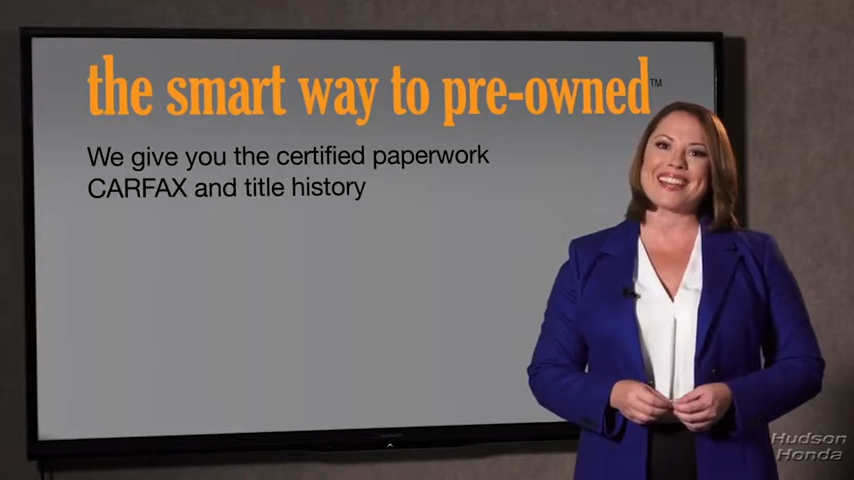 the smart way to pre-owned™
We give you the certified paperwork
CARFAX and title history
Hudson
Honda